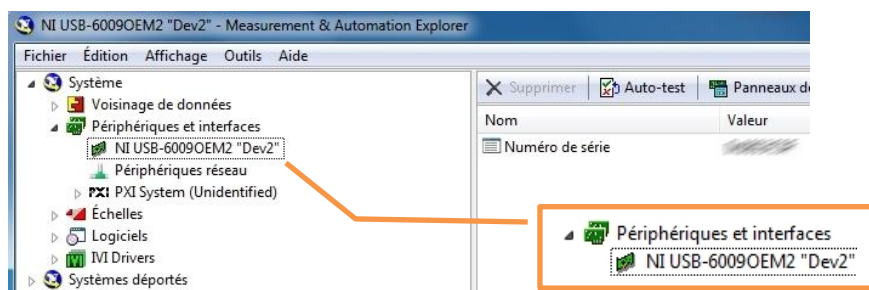 NI USB-6009OEM2 "Dev2" - Measurement & Automation Explorer
Fichier Édition Affichage Outils Aide
Système
Voisinage de données
Périphériques et interfaces
NI USB-6009OEM2 "Dev2"
Périphériques réseau
PXI PXI System (Unidentified)
Échelles
Logiciels
IVI Drivers
Systèmes déportés
Supprimer Auto-test Panneaux d
Nom Valeur
Numéro de série
Périphériques et interfaces
NI USB-6009OEM2 "Dev2"